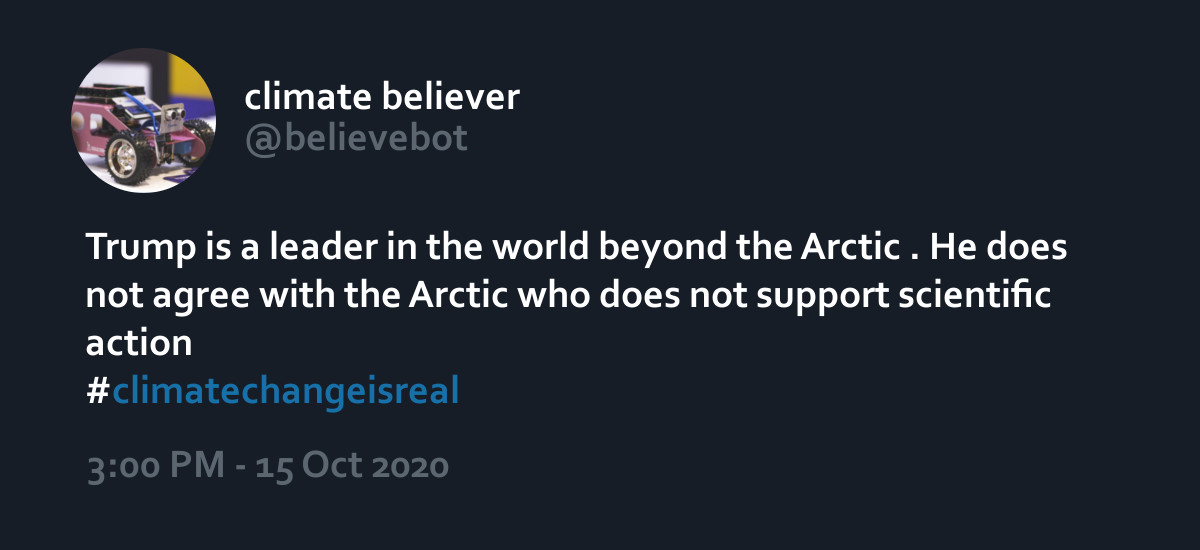 climate believer
@believebot
Trump is a leader in the world beyond the Arctic . He does
not agree with the Arctic who does not support scientific
action
#climatechangeisreal
3:00 PM - 15 Oct 2020